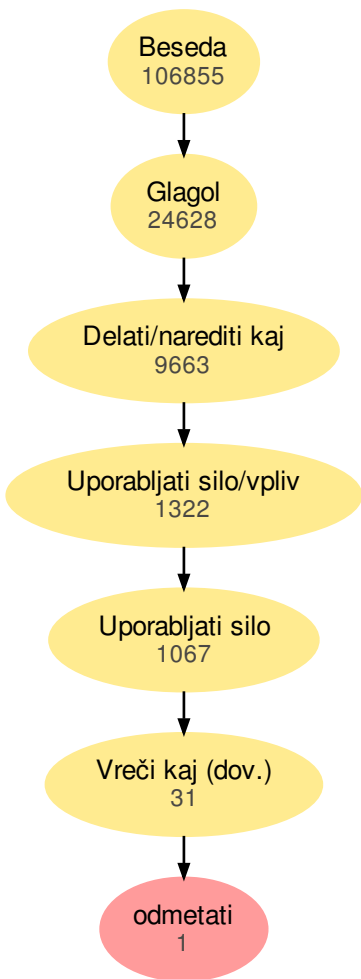 Beseda
106855
Glagol
24628
Delati/narediti kaj
9663
Uporabljati silo/vpliv
1322
Uporabljati silo
1067
Vreči kaj (dov.)
31
odmetati
1